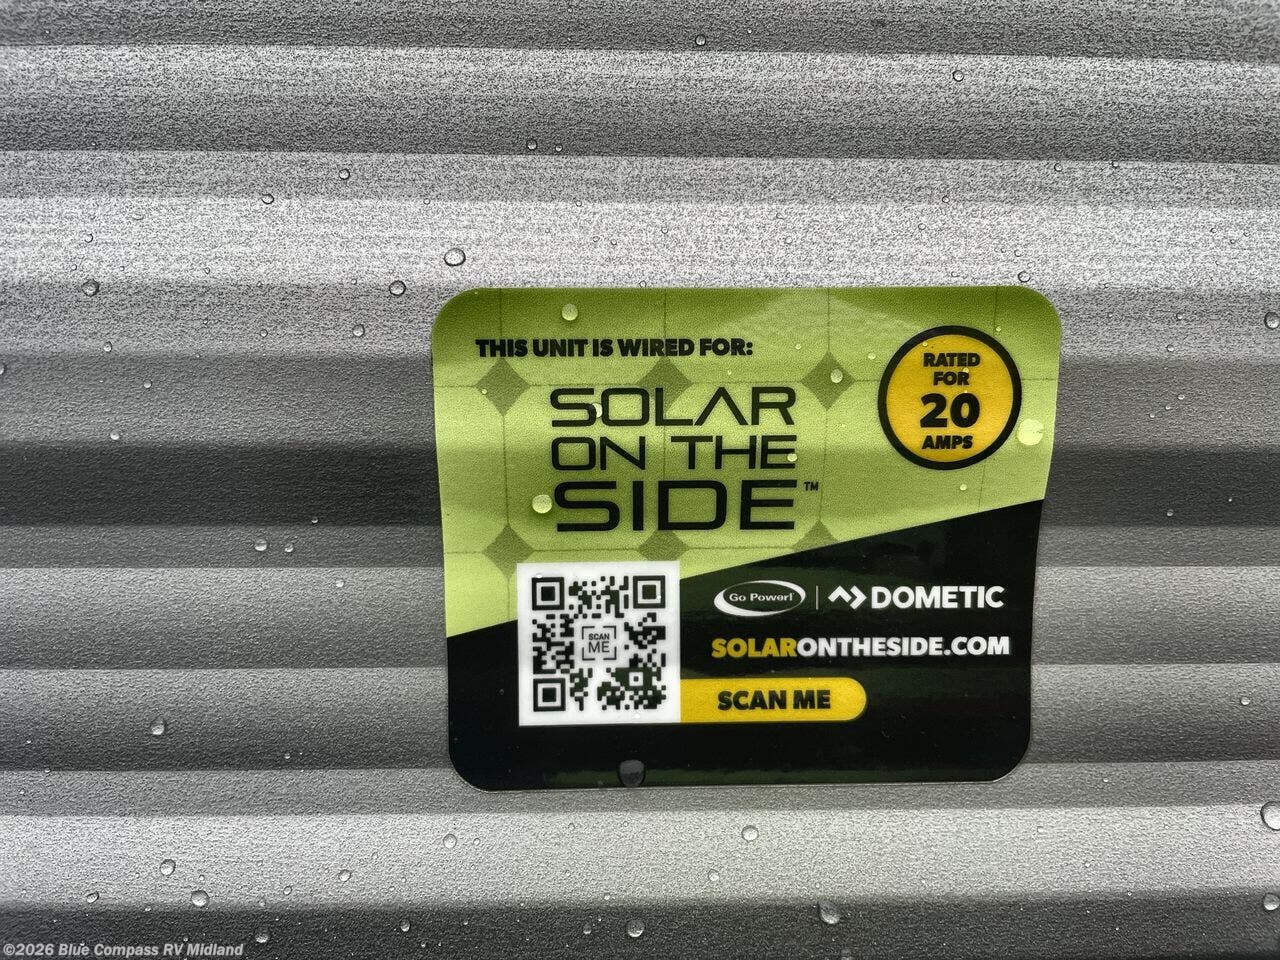 THIS UNIT IS WIRED FOR:
SOLAR
ON THE
SIDE™
RATED
FOR
20
AMPS
SCAN
ME
Go Power! | DOMETIC
SOLARONTHESIDE.COM
SCAN ME
©2026 Blue Compass RV Midland